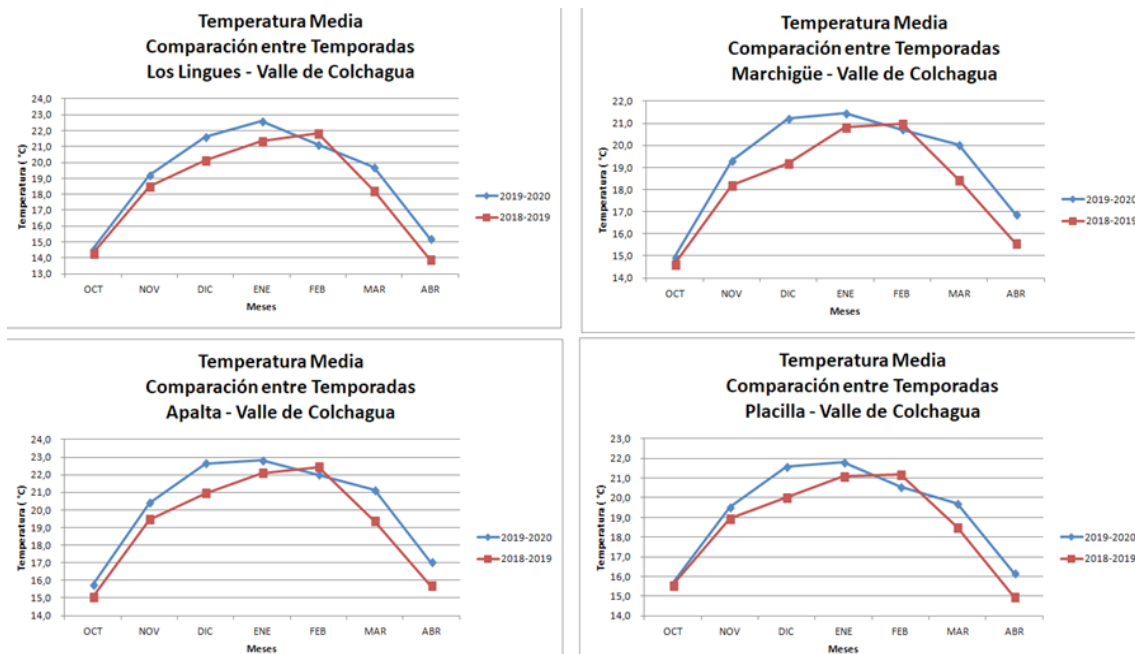 Temperatura Media
Comparación entre Temporadas
Los Lingues - Valle de Colchagua
24,0
23,0
22,0
21,0
20,0
19,0
18,0
17,0
16,0
15,0
14,0
13,0
Temperatura ( °C)
OCT NOV DIC ENE FEB MAR ABR
Meses
2019-2020
2018-2019
Temperatura Media
Comparación entre Temporadas
Marchigüe - Valle de Colchagua
22,0
21,0
20,0
19,0
18,0
17,0
16,0
15,0
14,0
Temperatura ( °C)
OCT NOV DIC ENE FEB MAR ABR
Meses
2019-2020
2018-2019
Temperatura Media
Comparación entre Temporadas
Apalta - Valle de Colchagua
24,0
23,0
22,0
21,0
20,0
19,0
18,0
17,0
16,0
15,0
14,0
Temperatura ( °C)
OCT NOV DIC ENE FEB MAR ABR
Meses
2019-2020
2018-2019
Temperatura Media
Comparación entre Temporadas
Placilla - Valle de Colchagua
23,0
22,0
21,0
20,0
19,0
18,0
17,0
16,0
15,0
14,0
Temperatura ( °C)
OCT NOV DIC ENE FEB MAR ABR
Meses
2019-2020
2018-2019